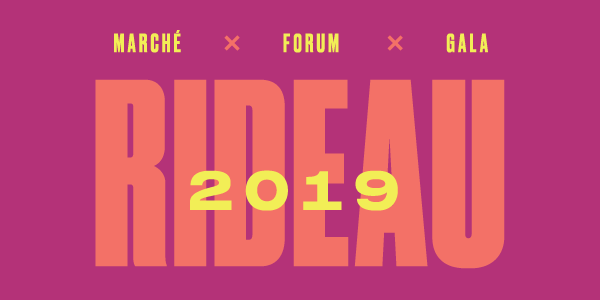 MARCHÉ × FORUM × GALA
RIDEAU
2019